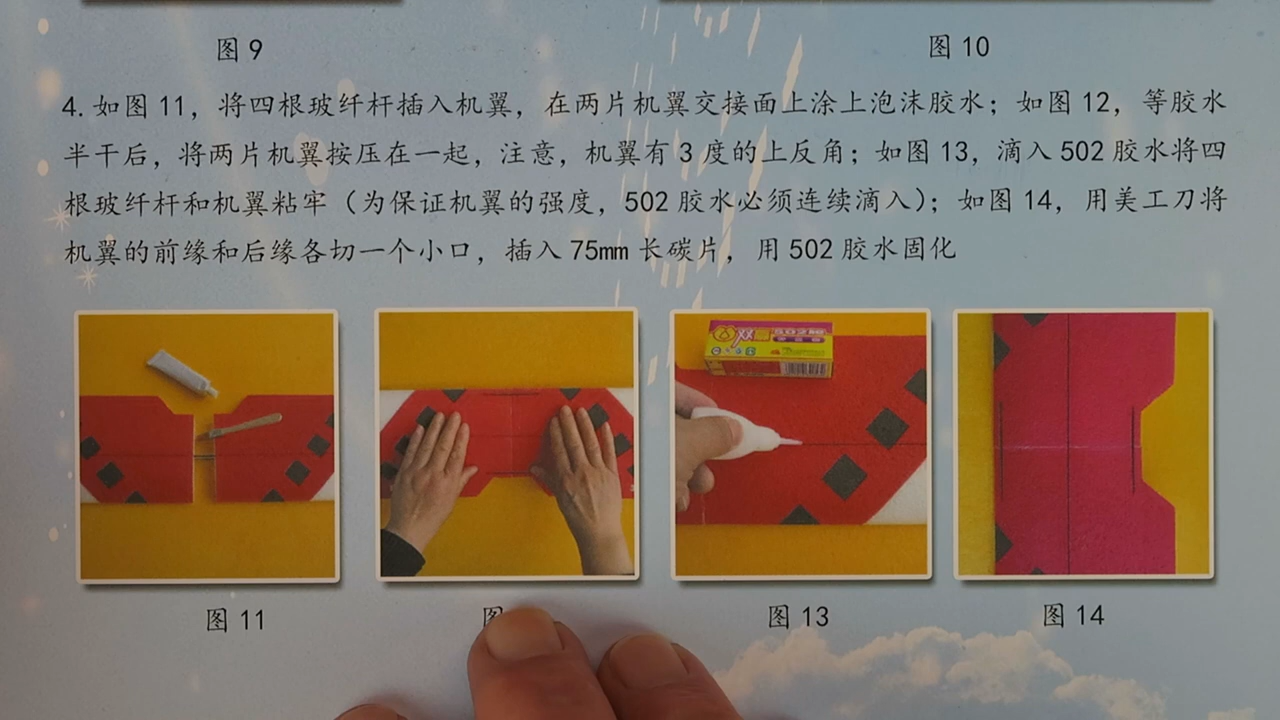 图 9
图 10
4. 如图 11，将四根玻纤杆插入机翼，在两片机翼交接面上涂上泡沫胶水；如图 12，等胶水
半干后，将两片机翼按压在一起，注意，机翼有 3 度的上反角；如图 13，滴入 502 胶水将四
根玻纤杆和机翼粘牢（为保证机翼的强度，502 胶水必须连续滴入）；如图 14，用美工刀将
机翼的前缘和后缘各切一个小口，插入 75mm 长碳片，用 502 胶水固化
502
图 11
图
图 13
图 14